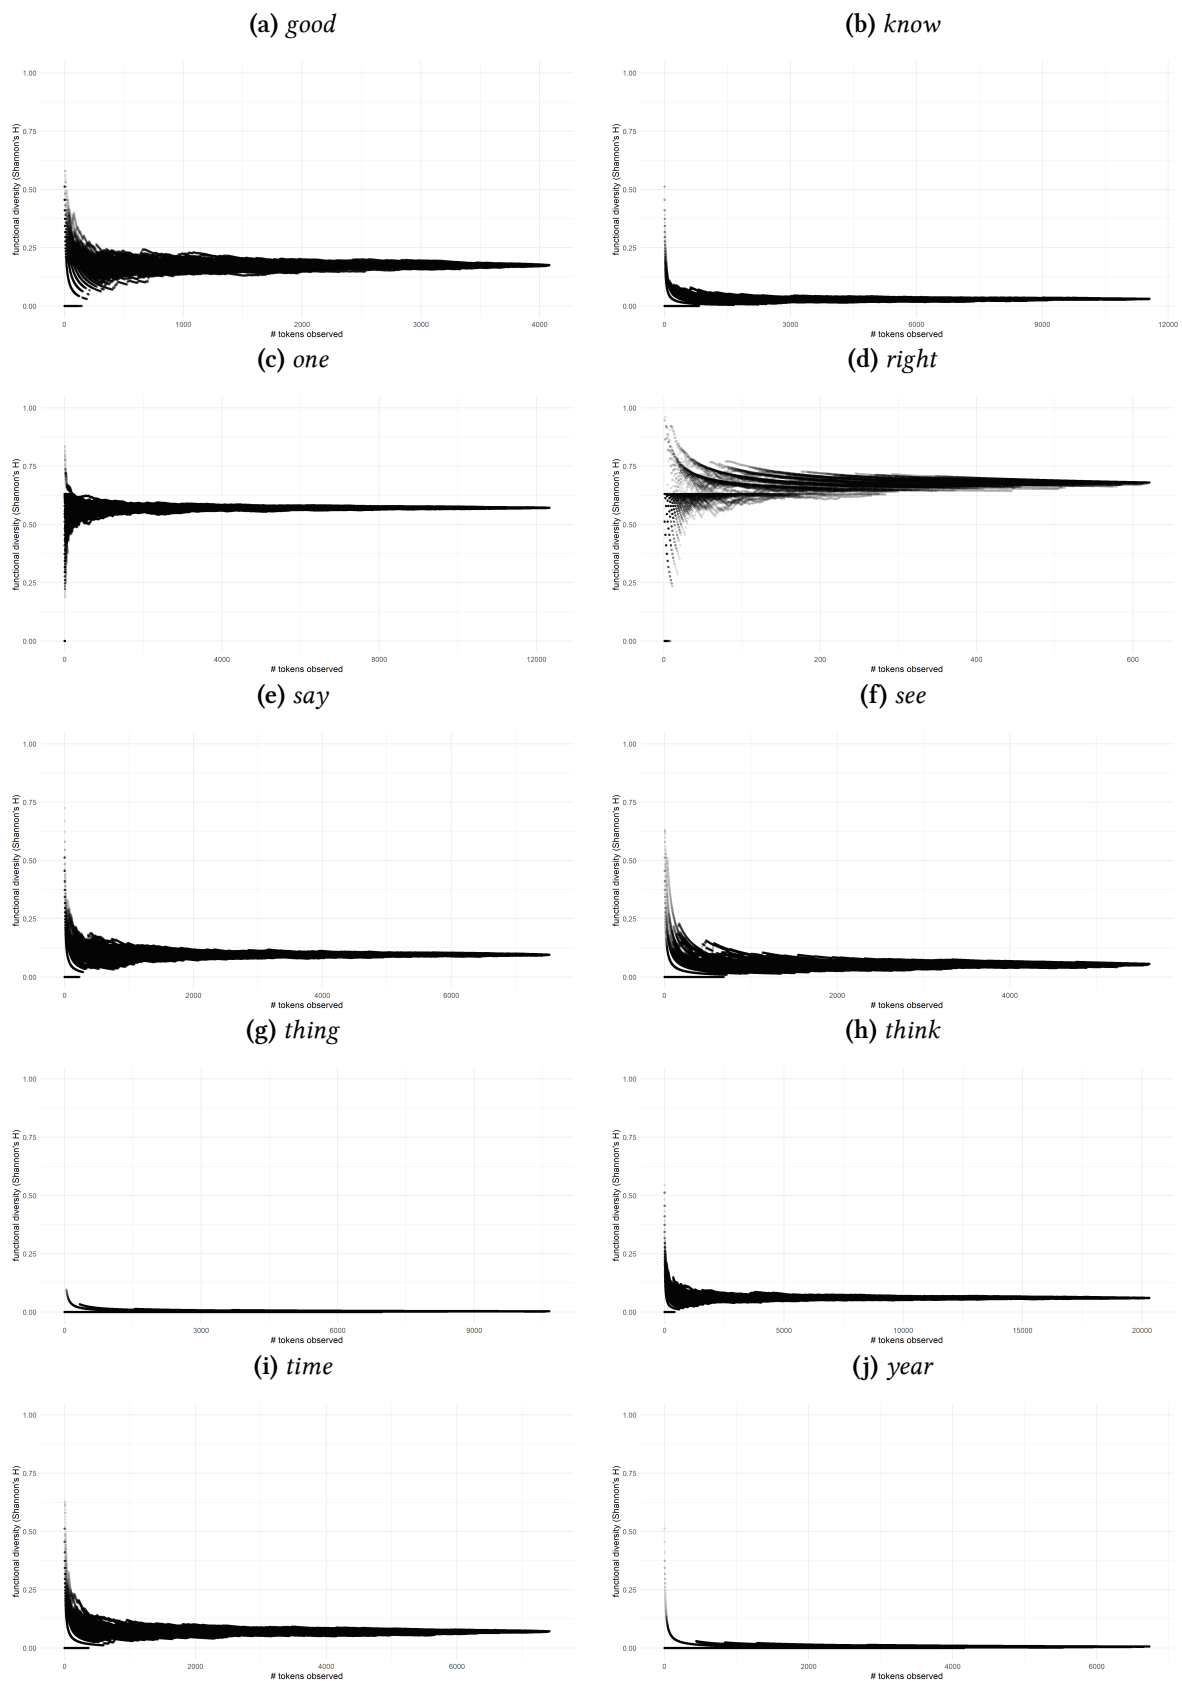 (a) good
functional diversity (Shannon's H)
1.00
0.75
0.50
0.25
0.00
0 1000 2000 3000 4000
# tokens observed
(b) know
functional diversity (Shannon's H)
1.00
0.75
0.50
0.25
0.00
0 3000 6000 9000 12000
# tokens observed
(c) one
functional diversity (Shannon's H)
1.00
0.75
0.50
0.25
0.00
0 4000 8000 12000
# tokens observed
(d) right
functional diversity (Shannon's H)
1.00
0.75
0.50
0.25
0.00
0 200 400 600
# tokens observed
(e) say
functional diversity (Shannon's H)
1.00
0.75
0.50
0.25
0.00
0 2000 4000 6000
# tokens observed
(f) see
functional diversity (Shannon's H)
1.00
0.75
0.50
0.25
0.00
0 2000 4000
# tokens observed
(g) thing
functional diversity (Shannon's H)
1.00
0.75
0.50
0.25
0.00
0 3000 6000 9000
# tokens observed
(h) think
functional diversity (Shannon's H)
1.00
0.75
0.50
0.25
0.00
0 5000 10000 15000 20000
# tokens observed
(i) time
functional diversity (Shannon's H)
1.00
0.75
0.50
0.25
0.00
0 2000 4000 6000
# tokens observed
(j) year
functional diversity (Shannon's H)
1.00
0.75
0.50
0.25
0.00
0 2000 4000 6000
# tokens observed